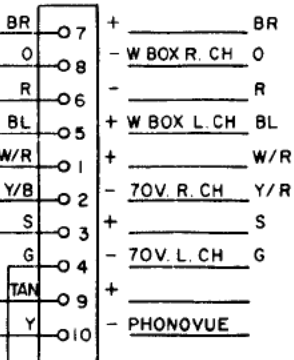 BR 7 + BR
O 8 - W BOX R. CH O
R 6 - R
BL 5 + W BOX L. CH BL
W/R 1 + W/R
Y/B 2 - 70V. R. CH Y/R
S 3 + S
G 4 - 70V. L. CH G
TAN 9 +
Y 10 - PHONOVUE